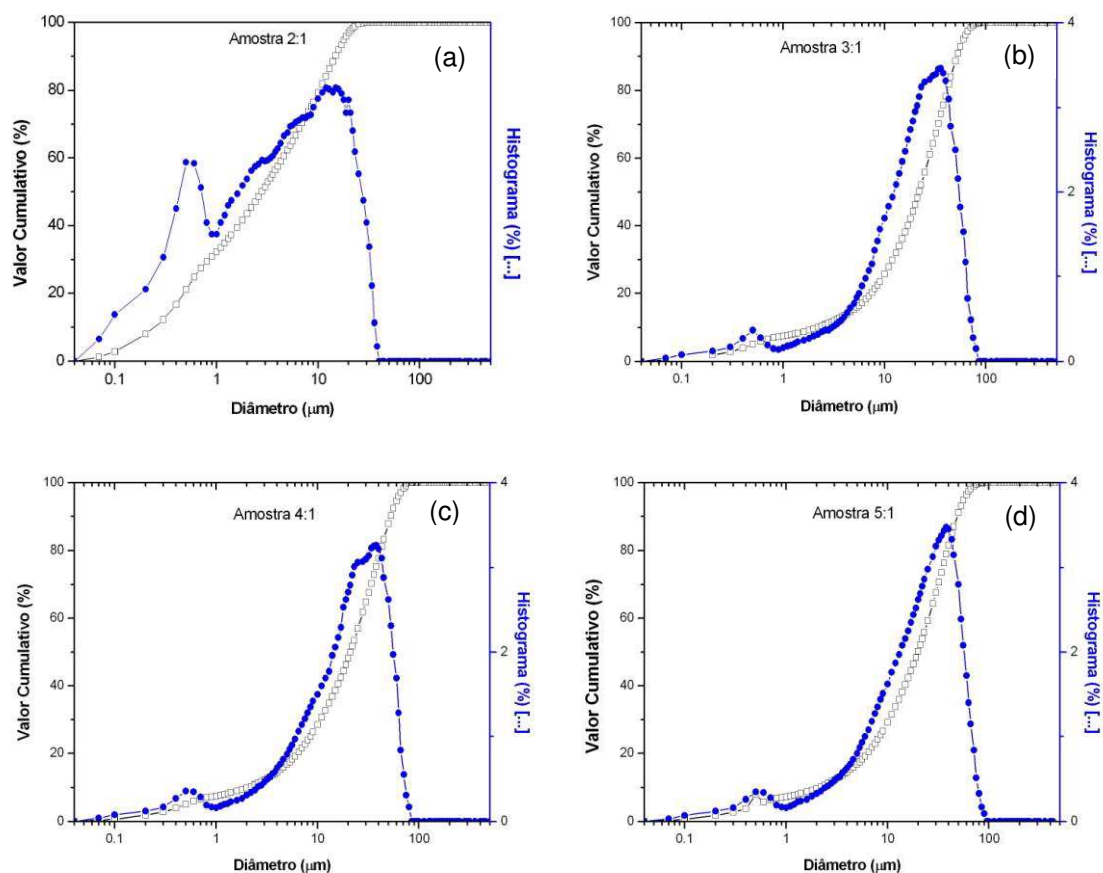 Amostra 2:1
(a)
Valor Cumulativo (%)
100
80
60
40
20
0
4
2
0
Histograma (%) [...]
0.1 1 10 100
Diâmetro (μm)
Amostra 3:1
(b)
Valor Cumulativo (%)
100
80
60
40
20
0
4
2
0
Histograma (%) [...]
0.1 1 10 100
Diâmetro (μm)
Amostra 4:1
(c)
Valor Cumulativo (%)
100
80
60
40
20
0
4
2
0
Histograma (%) [...]
0.1 1 10 100
Diâmetro (μm)
Amostra 5:1
(d)
Valor Cumulativo (%)
100
80
60
40
20
0
4
2
0
Histograma (%) [...]
0.1 1 10 100
Diâmetro (μm)